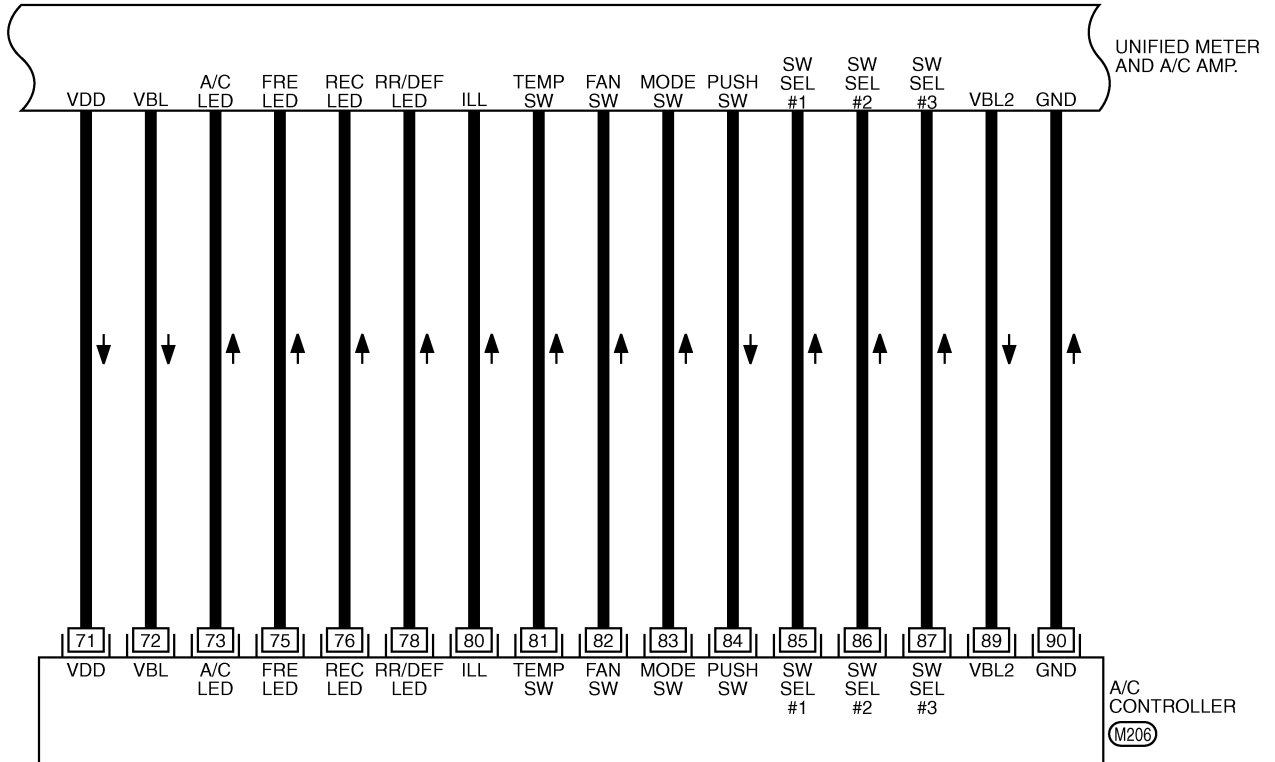 UNIFIED METER
AND A/C AMP.
VDD
VBL
A/C
LED
FRE
LED
REC
LED
RR/DEF
LED
ILL
TEMP
SW
FAN
SW
MODE
SW
PUSH
SW
SW
SEL
#1
SW
SEL
#2
SW
SEL
#3
VBL2
GND
71
72
73
75
76
78
80
81
82
83
84
85
86
87
89
90
VDD
VBL
A/C
LED
FRE
LED
REC
LED
RR/DEF
LED
ILL
TEMP
SW
FAN
SW
MODE
SW
PUSH
SW
SW
SEL
#1
SW
SEL
#2
SW
SEL
#3
VBL2
GND
A/C
CONTROLLER
M206